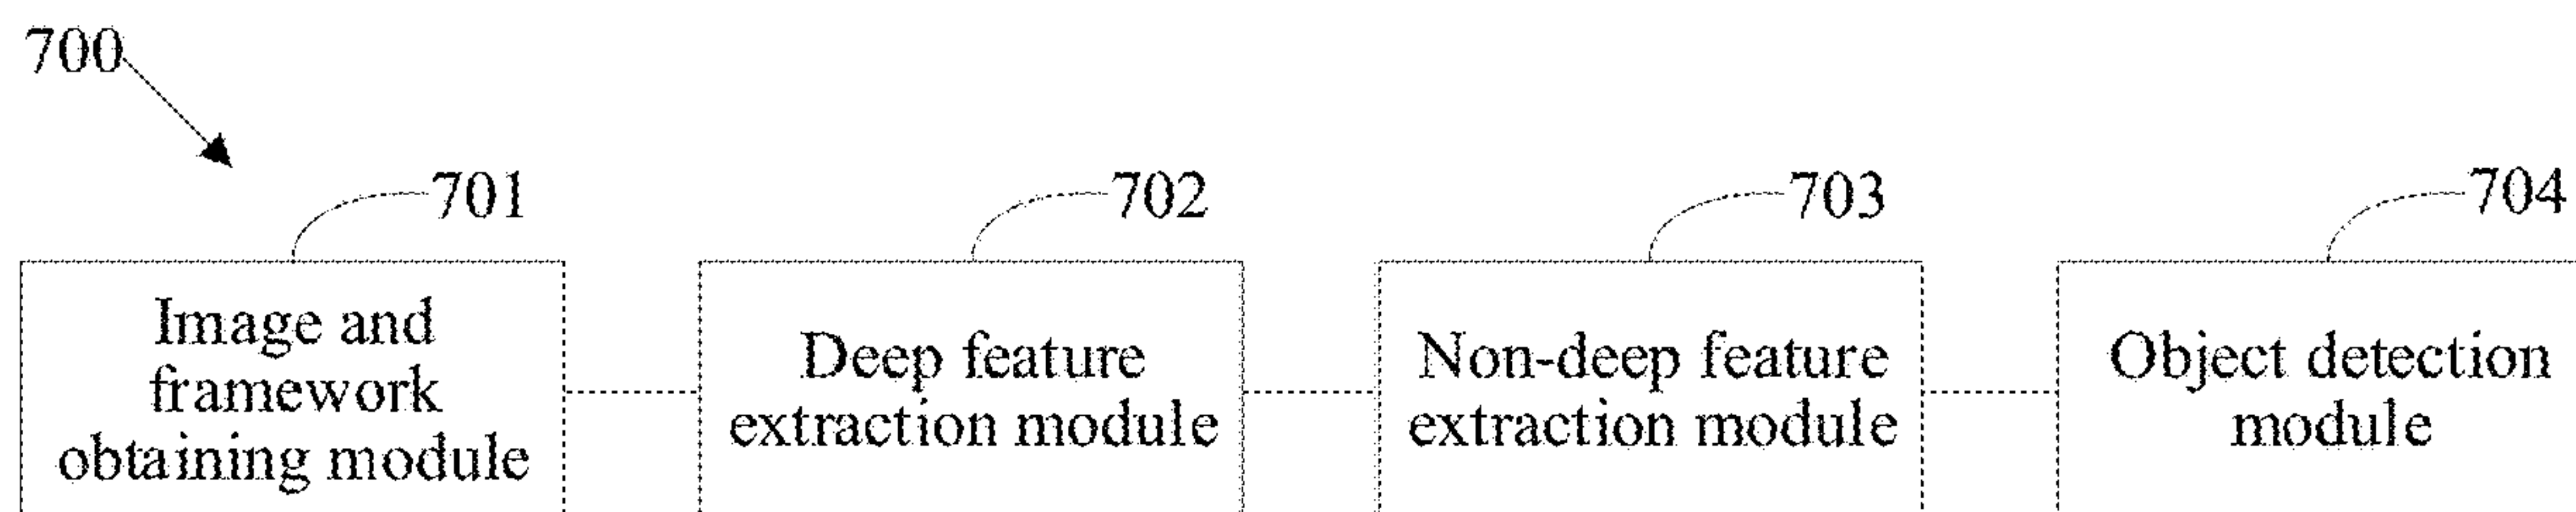 700
701
702
703
704
Image and
framework
obtaining module
Deep feature
extraction module
Non-deep feature
extraction module
Object detection
module